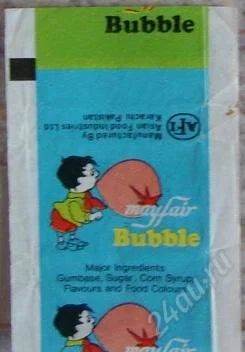 Bubble
Manufactured By
Asian Food Industries Ltd
Karachi Pakistan
AFI
mayfair
Bubble
Major Ingredients
Gumbase, Sugar, Corn Syrup,
Flavours and Food Colours
mayfair
24au.ru